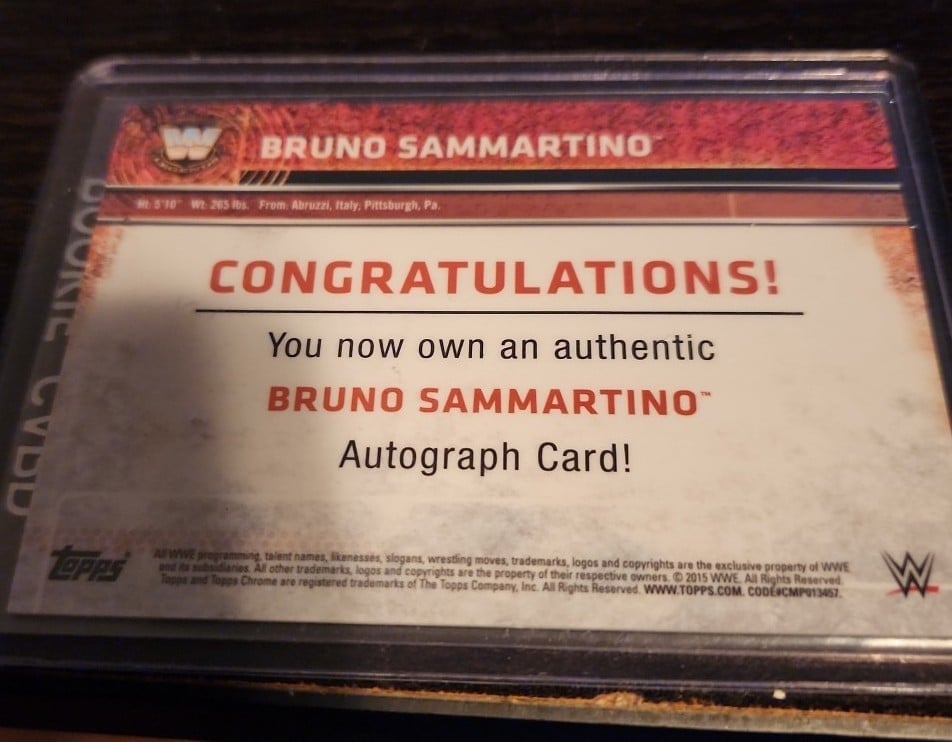 W
BRUNO SAMMARTINO™
Ht: 5'10" Wt: 265 lbs. From: Abruzzi, Italy; Pittsburgh, Pa.
CONGRATULATIONS!
You now own an authentic
BRUNO SAMMARTINO™
Autograph Card!
Topps®
All WWE programming, talent names, likenesses, slogans, wrestling moves, trademarks, logos and copyrights are the exclusive property of WWE
and its subsidiaries. All other trademarks, logos and copyrights are the property of their respective owners. © 2015 WWE. All Rights Reserved.
Topps and Topps Chrome are registered trademarks of The Topps Company, Inc. All Rights Reserved. WWW.TOPPS.COM. CODE#CMP013457.
W